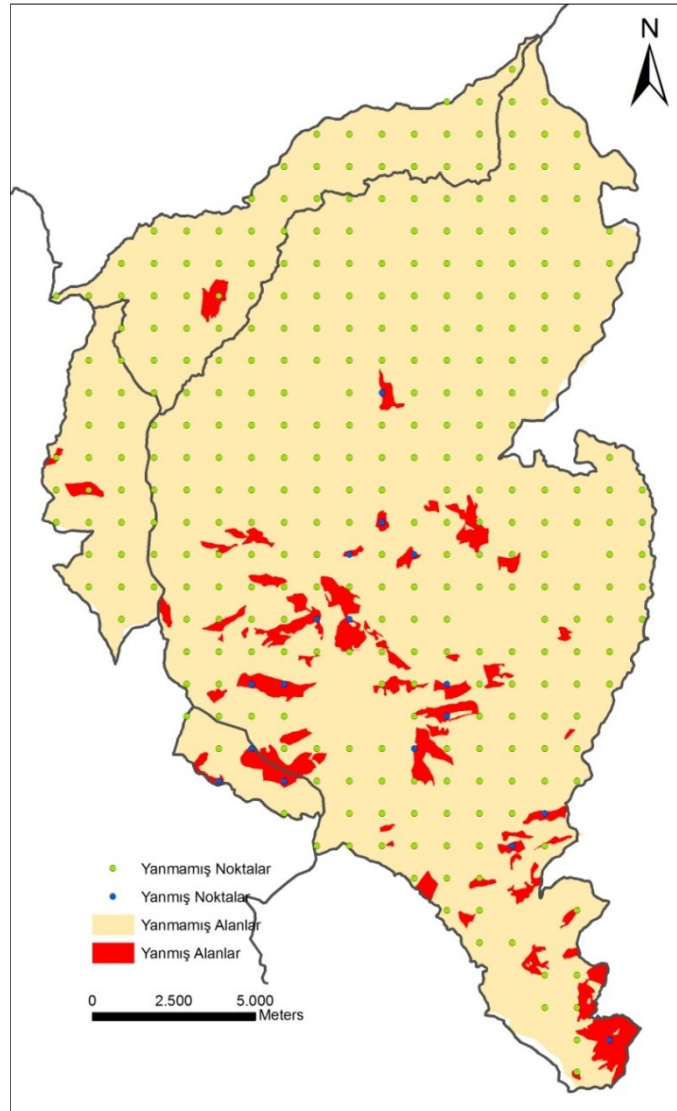 N
Yanmamış Noktalar
Yanmış Noktalar
Yanmamış Alanlar
Yanmış Alanlar
0 2.500 5.000
Meters